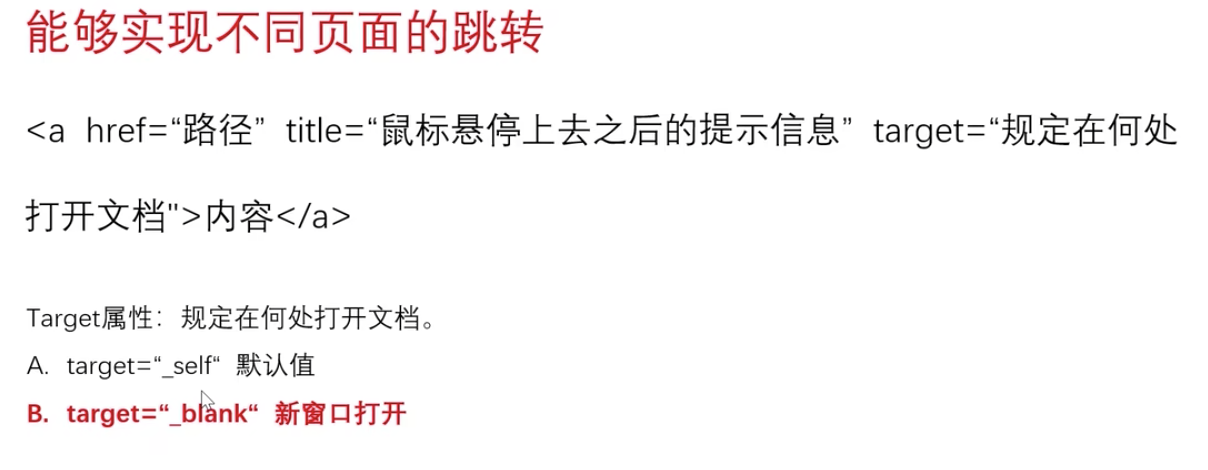 能够实现不同页面的跳转
<a href=“路径” title=“鼠标悬停上去之后的提示信息” target=“规定在何处
打开文档">内容</a>
Target属性：规定在何处打开文档。
A. target=“_self“ 默认值
B. target=“_blank“ 新窗口打开